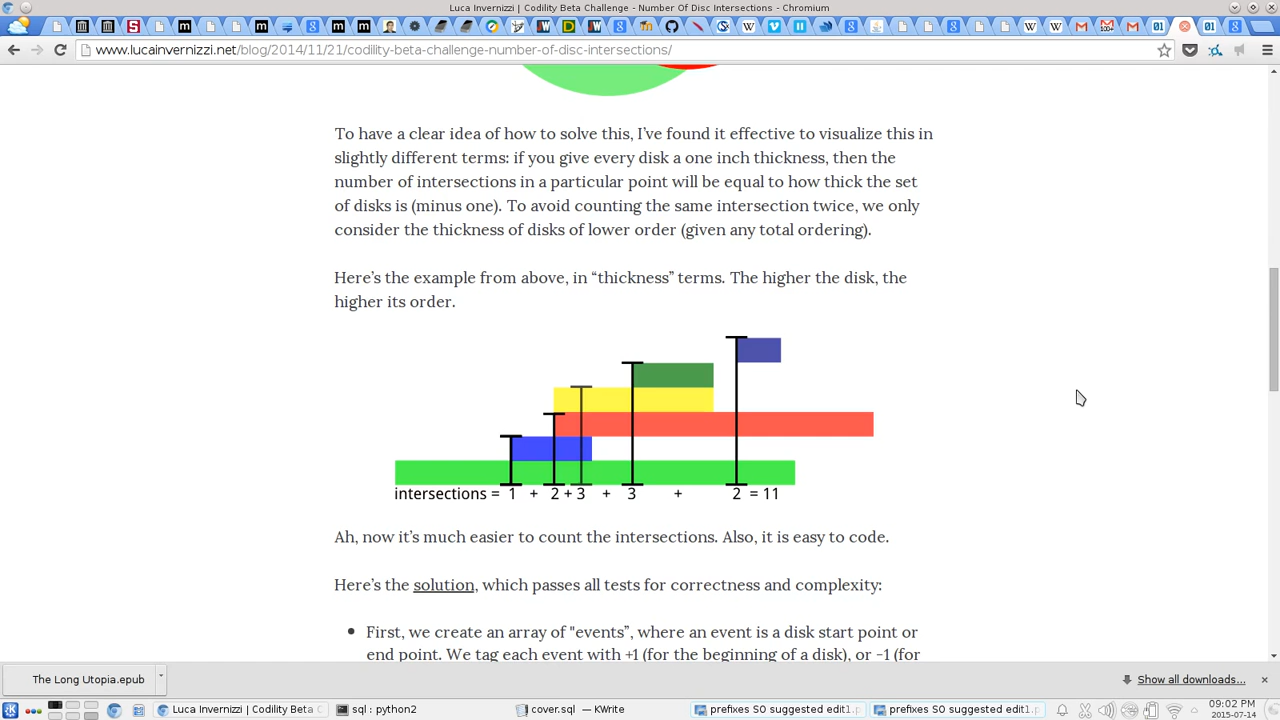 Luca Invernizzi | Codility Beta Challenge - Number Of Disc Intersections - Chromium
www.lucainvernizzi.net/blog/2014/11/21/codility-beta-challenge-number-of-disc-intersections/
To have a clear idea of how to solve this, I’ve found it effective to visualize this in
slightly different terms: if you give every disk a one inch thickness, then the
number of intersections in a particular point will be equal to how thick the set
of disks is (minus one). To avoid counting the same intersection twice, we only
consider the thickness of disks of lower order (given any total ordering).
Here’s the example from above, in “thickness” terms. The higher the disk, the
higher its order.
intersections = 1 + 2 + 3 + 3 + 2 = 11
Ah, now it’s much easier to count the intersections. Also, it is easy to code.
Here’s the solution, which passes all tests for correctness and complexity:
First, we create an array of "events”, where an event is a disk start point or
end point. We tag each event with +1 (for the beginning of a disk), or -1 (for
The Long Utopia.epub
Show all downloads...
Luca Invernizzi | Codility Beta C
sql : python2
cover.sql — KWrite
prefixes SO suggested edit1.p
prefixes SO suggested edit1.p
09:02 PM
2015-07-14